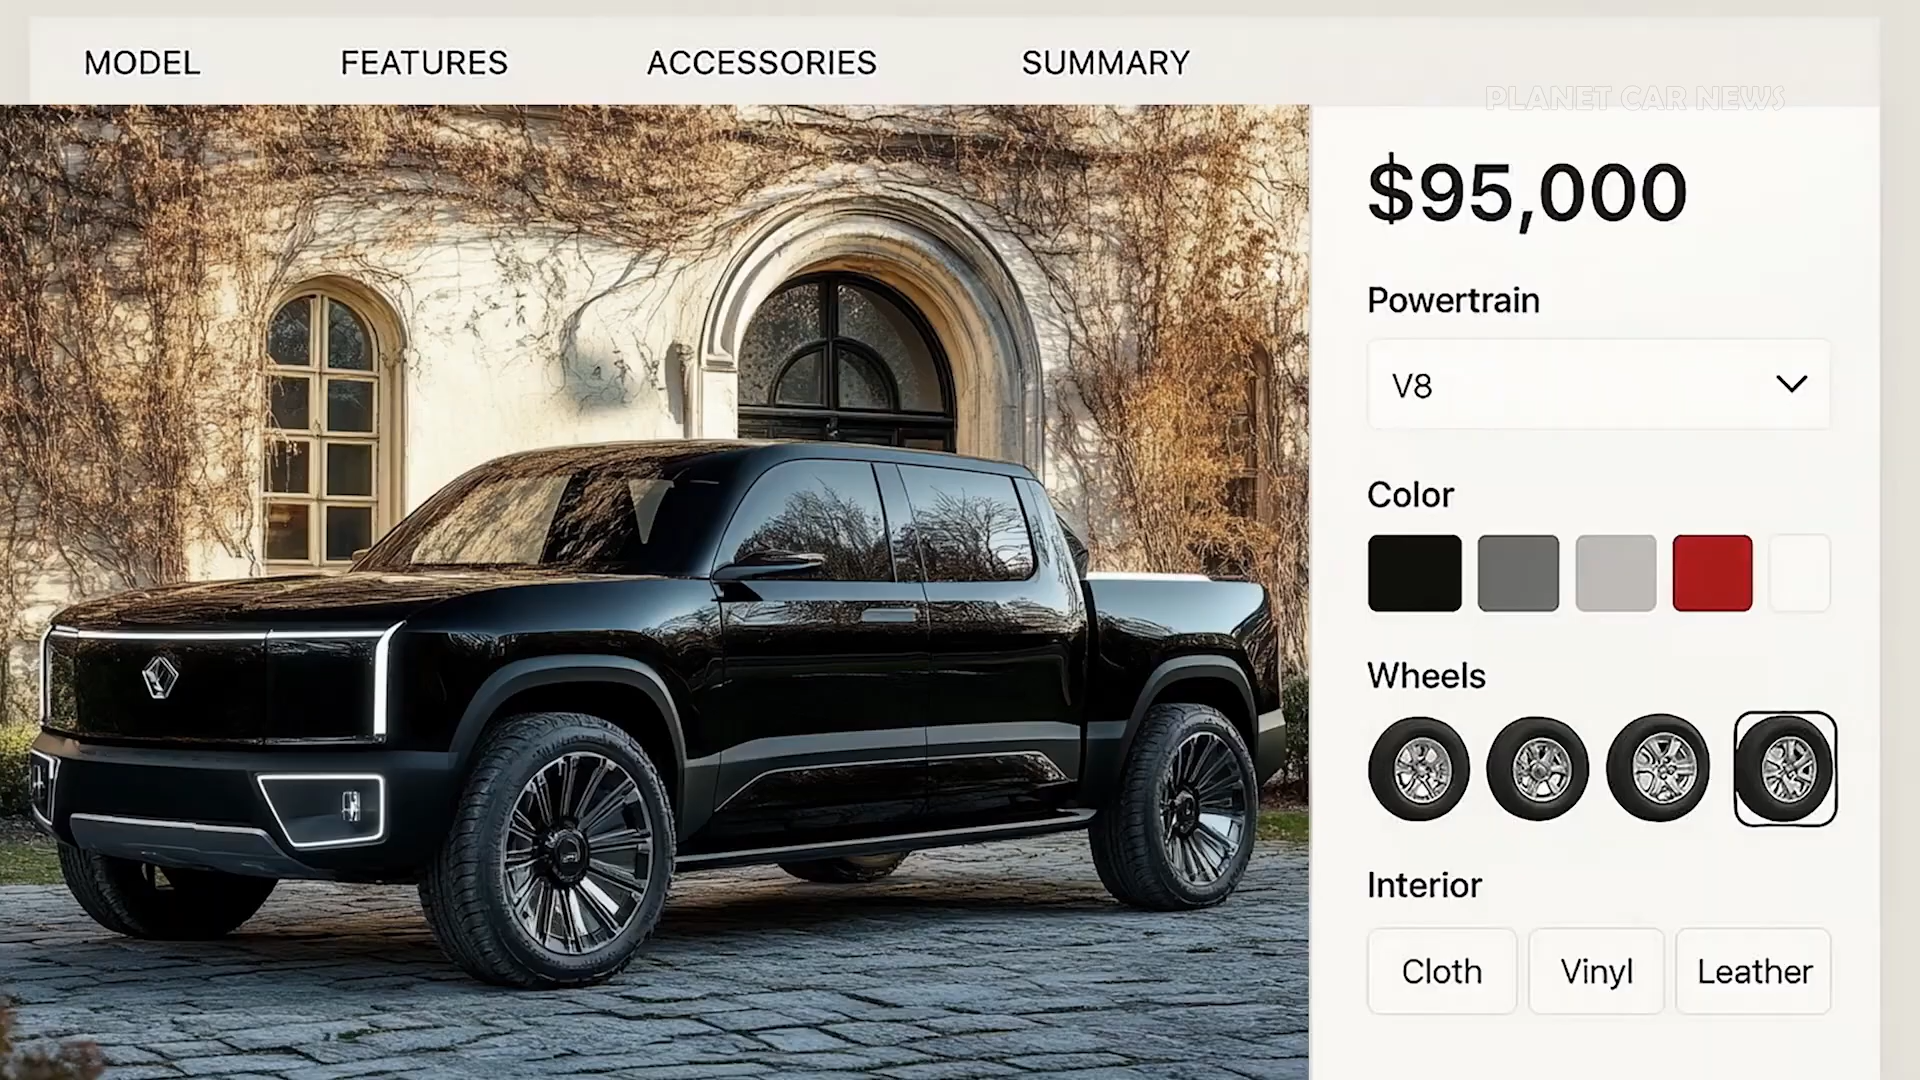 MODEL FEATURES ACCESSORIES SUMMARY
PLANET CAR NEWS
$95,000
Powertrain
V8
Color
Wheels
Interior
Cloth Vinyl Leather